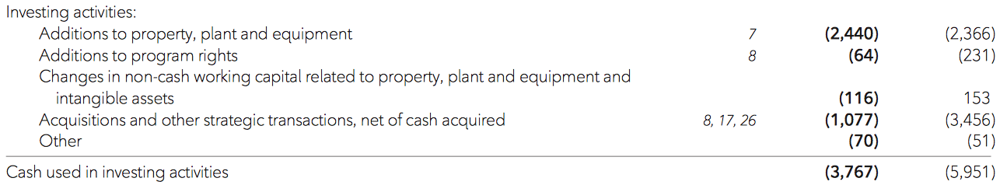 Investing activities:
Additions to property, plant and equipment 7 (2,440) (2,366)
Additions to program rights 8 (64) (231)
Changes in non-cash working capital related to property, plant and equipment and
intangible assets (116) 153
Acquisitions and other strategic transactions, net of cash acquired 8, 17, 26 (1,077) (3,456)
Other (70) (51)
Cash used in investing activities (3,767) (5,951)